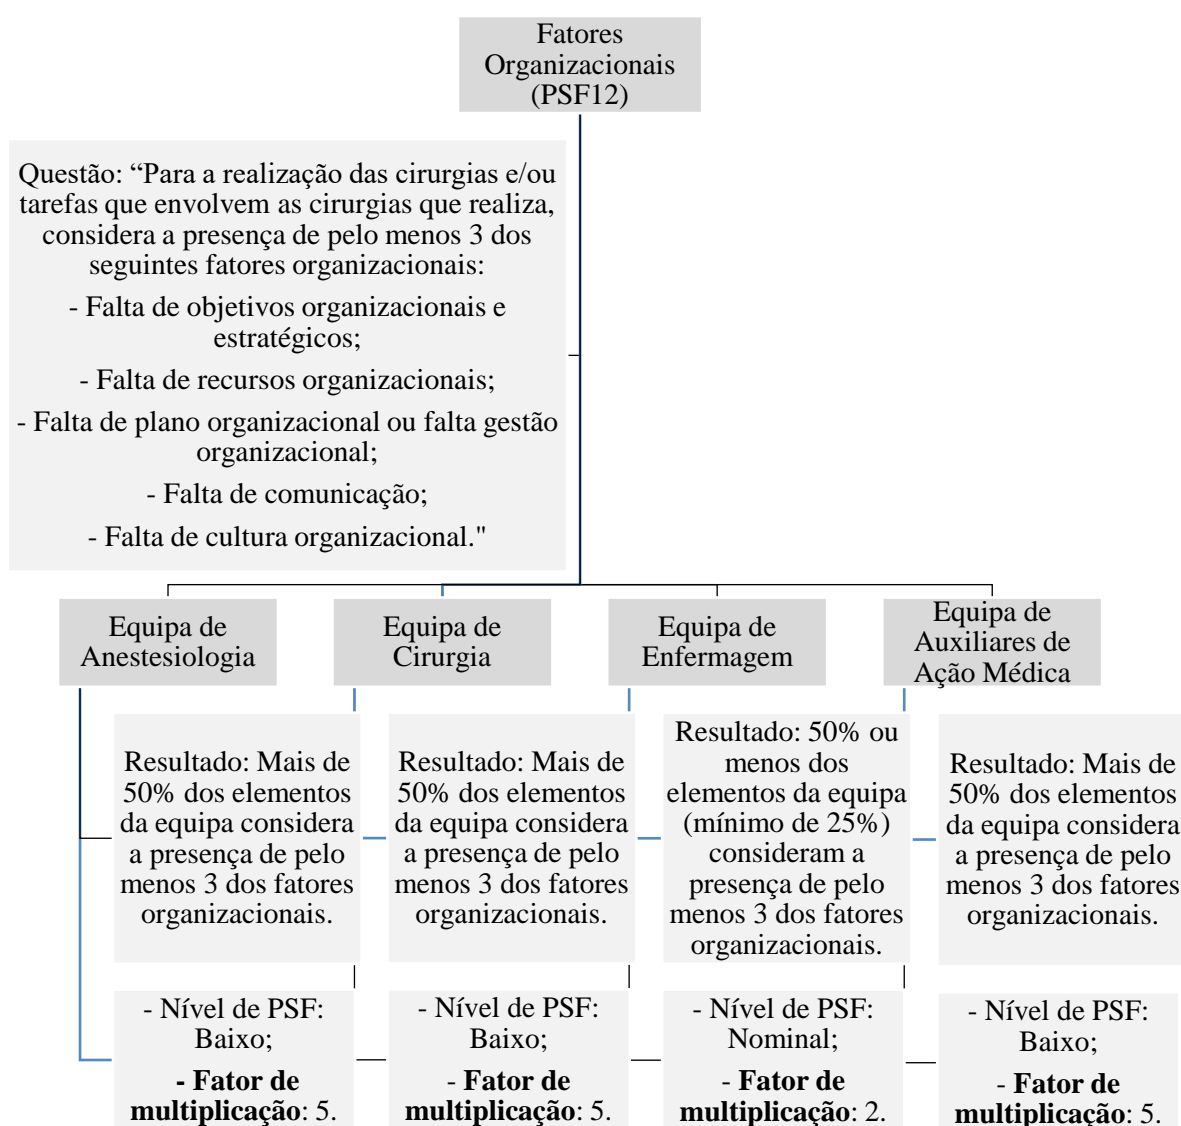 Fatores
Organizacionais
(PSF12)
Questão: “Para a realização das cirurgias e/ou
tarefas que envolvem as cirurgias que realiza,
considera a presença de pelo menos 3 dos
seguintes fatores organizacionais:
- Falta de objetivos organizacionais e
estratégicos;
- Falta de recursos organizacionais;
- Falta de plano organizacional ou falta gestão
organizacional;
- Falta de comunicação;
- Falta de cultura organizacional."
Equipa de
Anestesiologia
Resultado: Mais de
50% dos elementos
da equipa considera
a presença de pelo
menos 3 dos fatores
organizacionais.
- Nível de PSF:
Baixo;
- Fator de
multiplicação: 5.
Equipa de
Cirurgia
Resultado: Mais de
50% dos elementos
da equipa considera
a presença de pelo
menos 3 dos fatores
organizacionais.
- Nível de PSF:
Baixo;
- Fator de
multiplicação: 5.
Equipa de
Enfermagem
Resultado: 50% ou
menos dos
elementos da equipa
(mínimo de 25%)
consideram a
presença de pelo
menos 3 dos fatores
organizacionais.
- Nível de PSF:
Nominal;
- Fator de
multiplicação: 2.
Equipa de
Auxiliares de
Ação Médica
Resultado: Mais de
50% dos elementos
da equipa considera
a presença de pelo
menos 3 dos fatores
organizacionais.
- Nível de PSF:
Baixo;
- Fator de
multiplicação: 5.